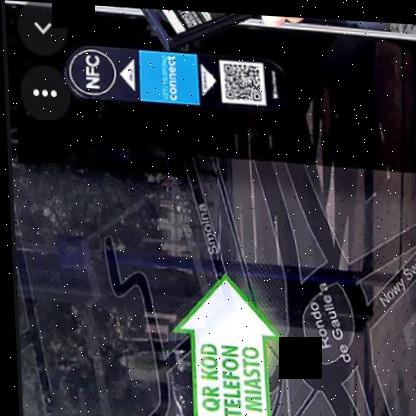 NFC
connect
Smolna
Rondo
de Gaulle'a
Nowy Św
QR KOD
TELEFON
MIASTO